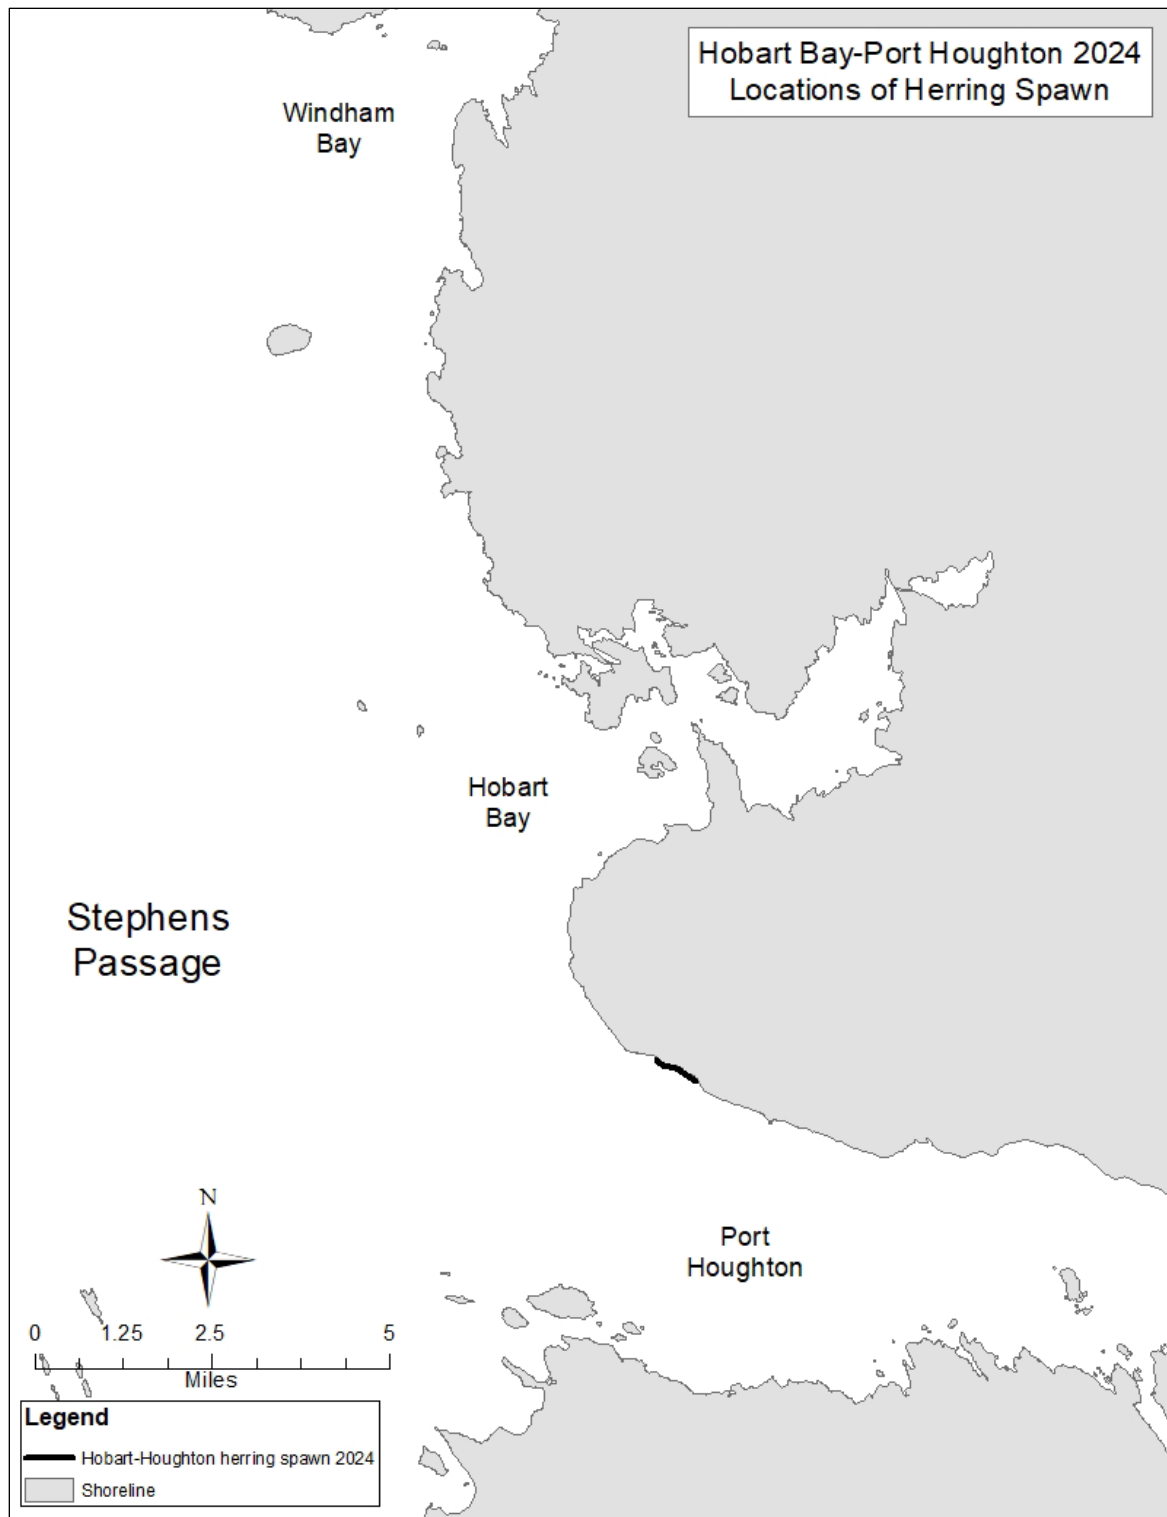 Hobart Bay-Port Houghton 2024
Locations of Herring Spawn
Windham
Bay
Hobart
Bay
Stephens
Passage
Port
Houghton
N
0 1.25 2.5 5
Miles
Legend
Hobart-Houghton herring spawn 2024
Shoreline